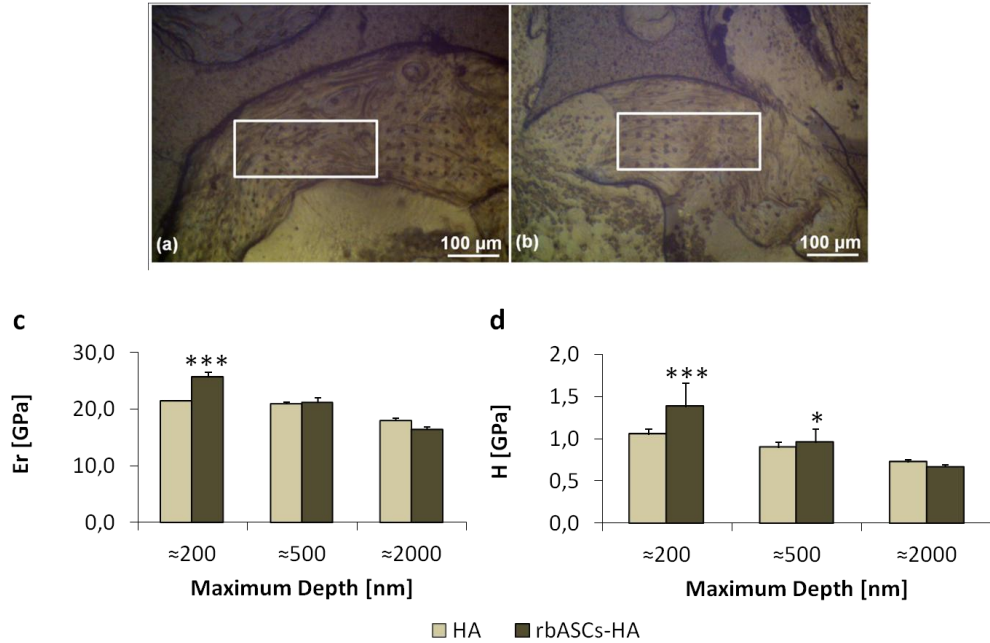 (a)
100 µm
(b)
100 µm
c
Er [GPa]
30,0
20,0
10,0
0,0
***
≈200
≈500
≈2000
Maximum Depth [nm]
d
H [GPa]
2,0
1,5
1,0
0,5
0,0
***
*
≈200
≈500
≈2000
Maximum Depth [nm]
HA
rbASCs-HA